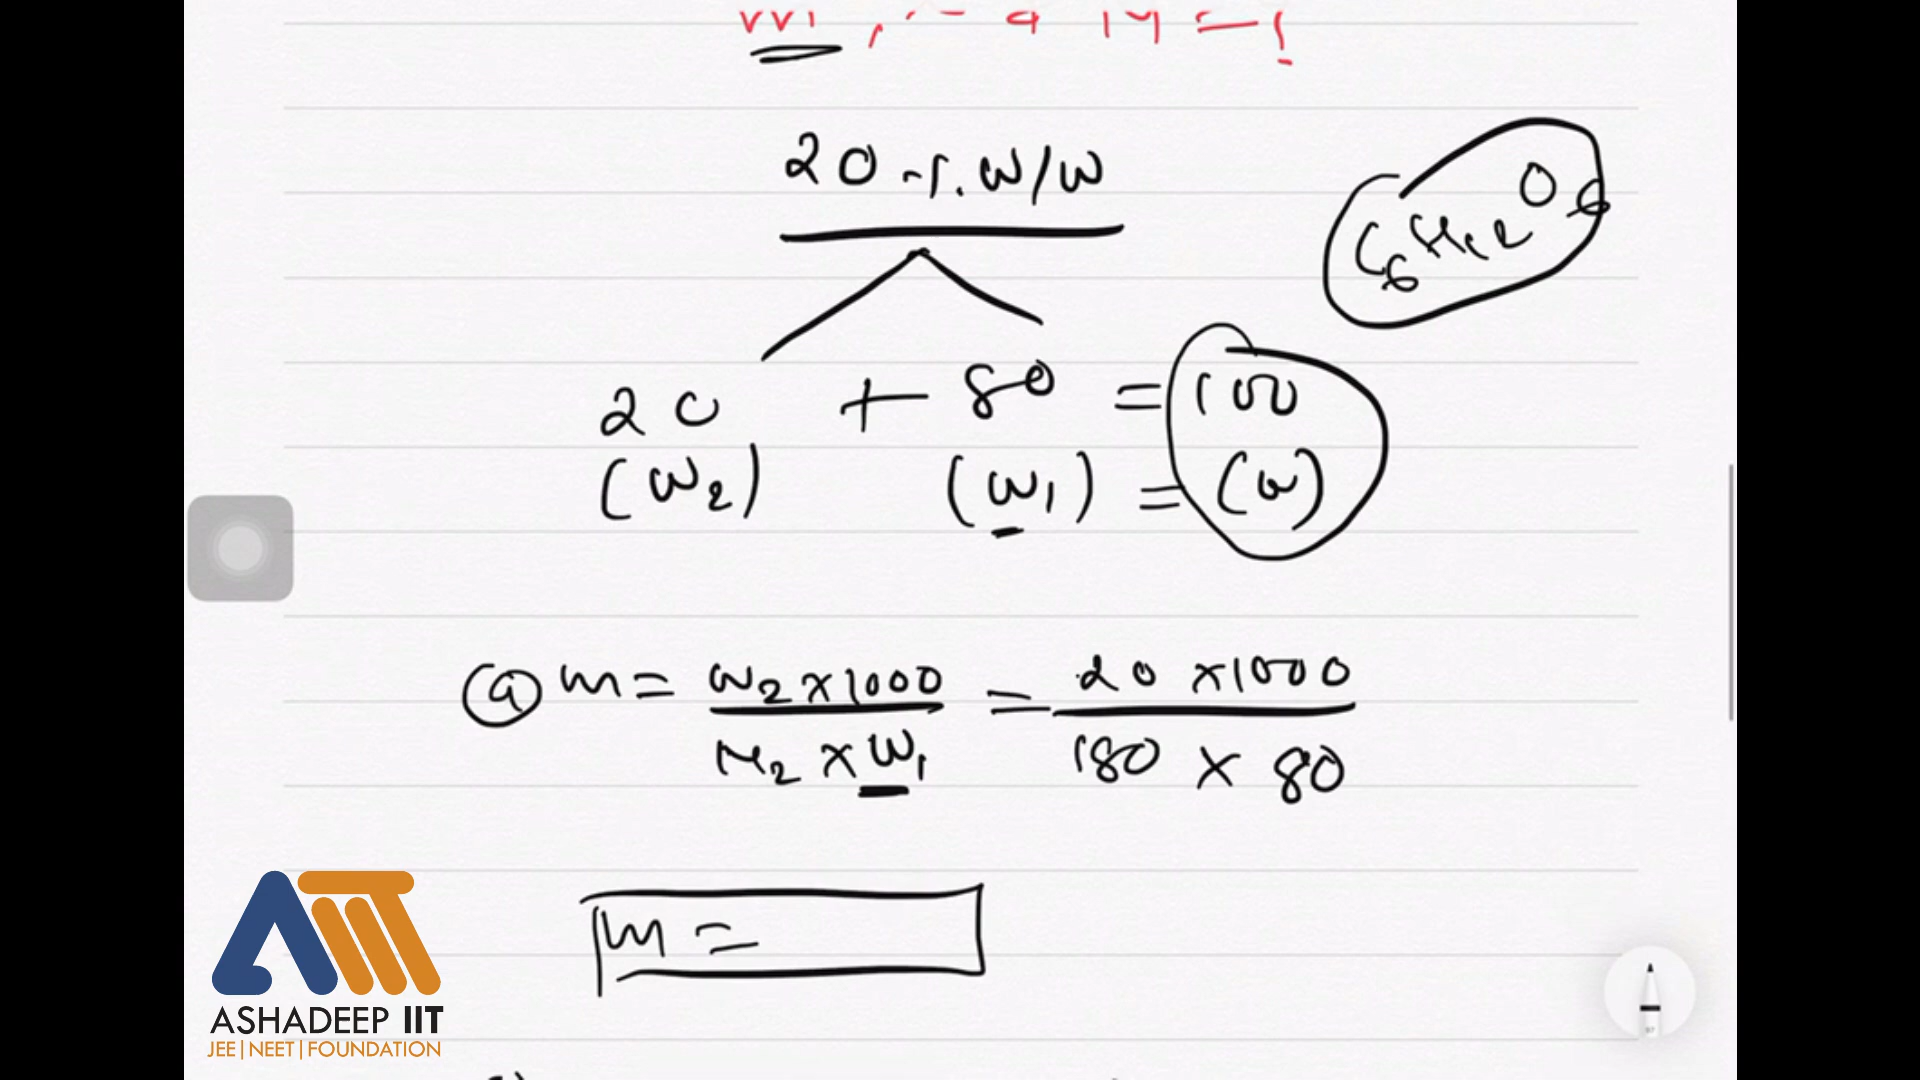 20 % w/w
C6H12O6
20 + 80 = 100
(w2) (w1) = (w)
(a) m = w2 x 1000 / M2 x w1 = 20 x 1000 / 180 x 80
m =
ASHADEEP IIT
JEE | NEET | FOUNDATION